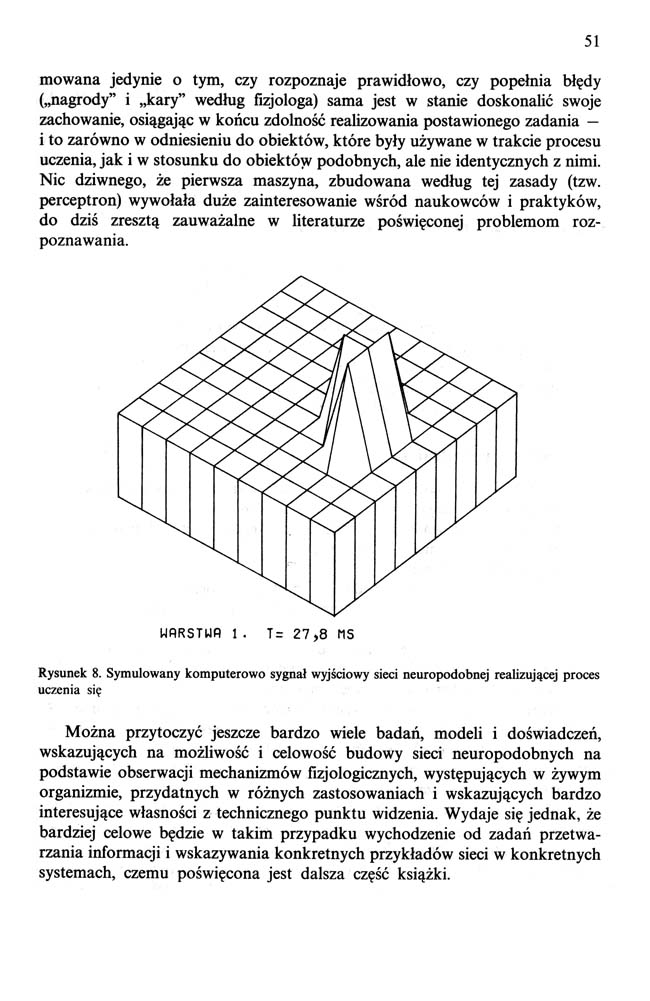 51
mowana jedynie o tym, czy rozpoznaje prawidłowo, czy popełnia błędy
(„nagrody” i „kary” według fizjologa) sama jest w stanie doskonalić swoje
zachowanie, osiągając w końcu zdolność realizowania postawionego zadania —
i to zarówno w odniesieniu do obiektów, które były używane w trakcie procesu
uczenia, jak i w stosunku do obiektów podobnych, ale nie identycznych z nimi.
Nic dziwnego, że pierwsza maszyna, zbudowana według tej zasady (tzw.
perceptron) wywołała duże zainteresowanie wśród naukowców i praktyków,
do dziś zresztą zauważalne w literaturze poświęconej problemom roz-
poznawania.
WARSTWA 1. T= 27,8 MS
Rysunek 8. Symulowany komputerowo sygnał wyjściowy sieci neuropodobnej realizującej proces
uczenia się
Można przytoczyć jeszcze bardzo wiele badań, modeli i doświadczeń,
wskazujących na możliwość i celowość budowy sieci neuropodobnych na
podstawie obserwacji mechanizmów fizjologicznych, występujących w żywym
organizmie, przydatnych w różnych zastosowaniach i wskazujących bardzo
interesujące własności z technicznego punktu widzenia. Wydaje się jednak, że
bardziej celowe będzie w takim przypadku wychodzenie od zadań przetwa-
rzania informacji i wskazywania konkretnych przykładów sieci w konkretnych
systemach, czemu poświęcona jest dalsza część książki.